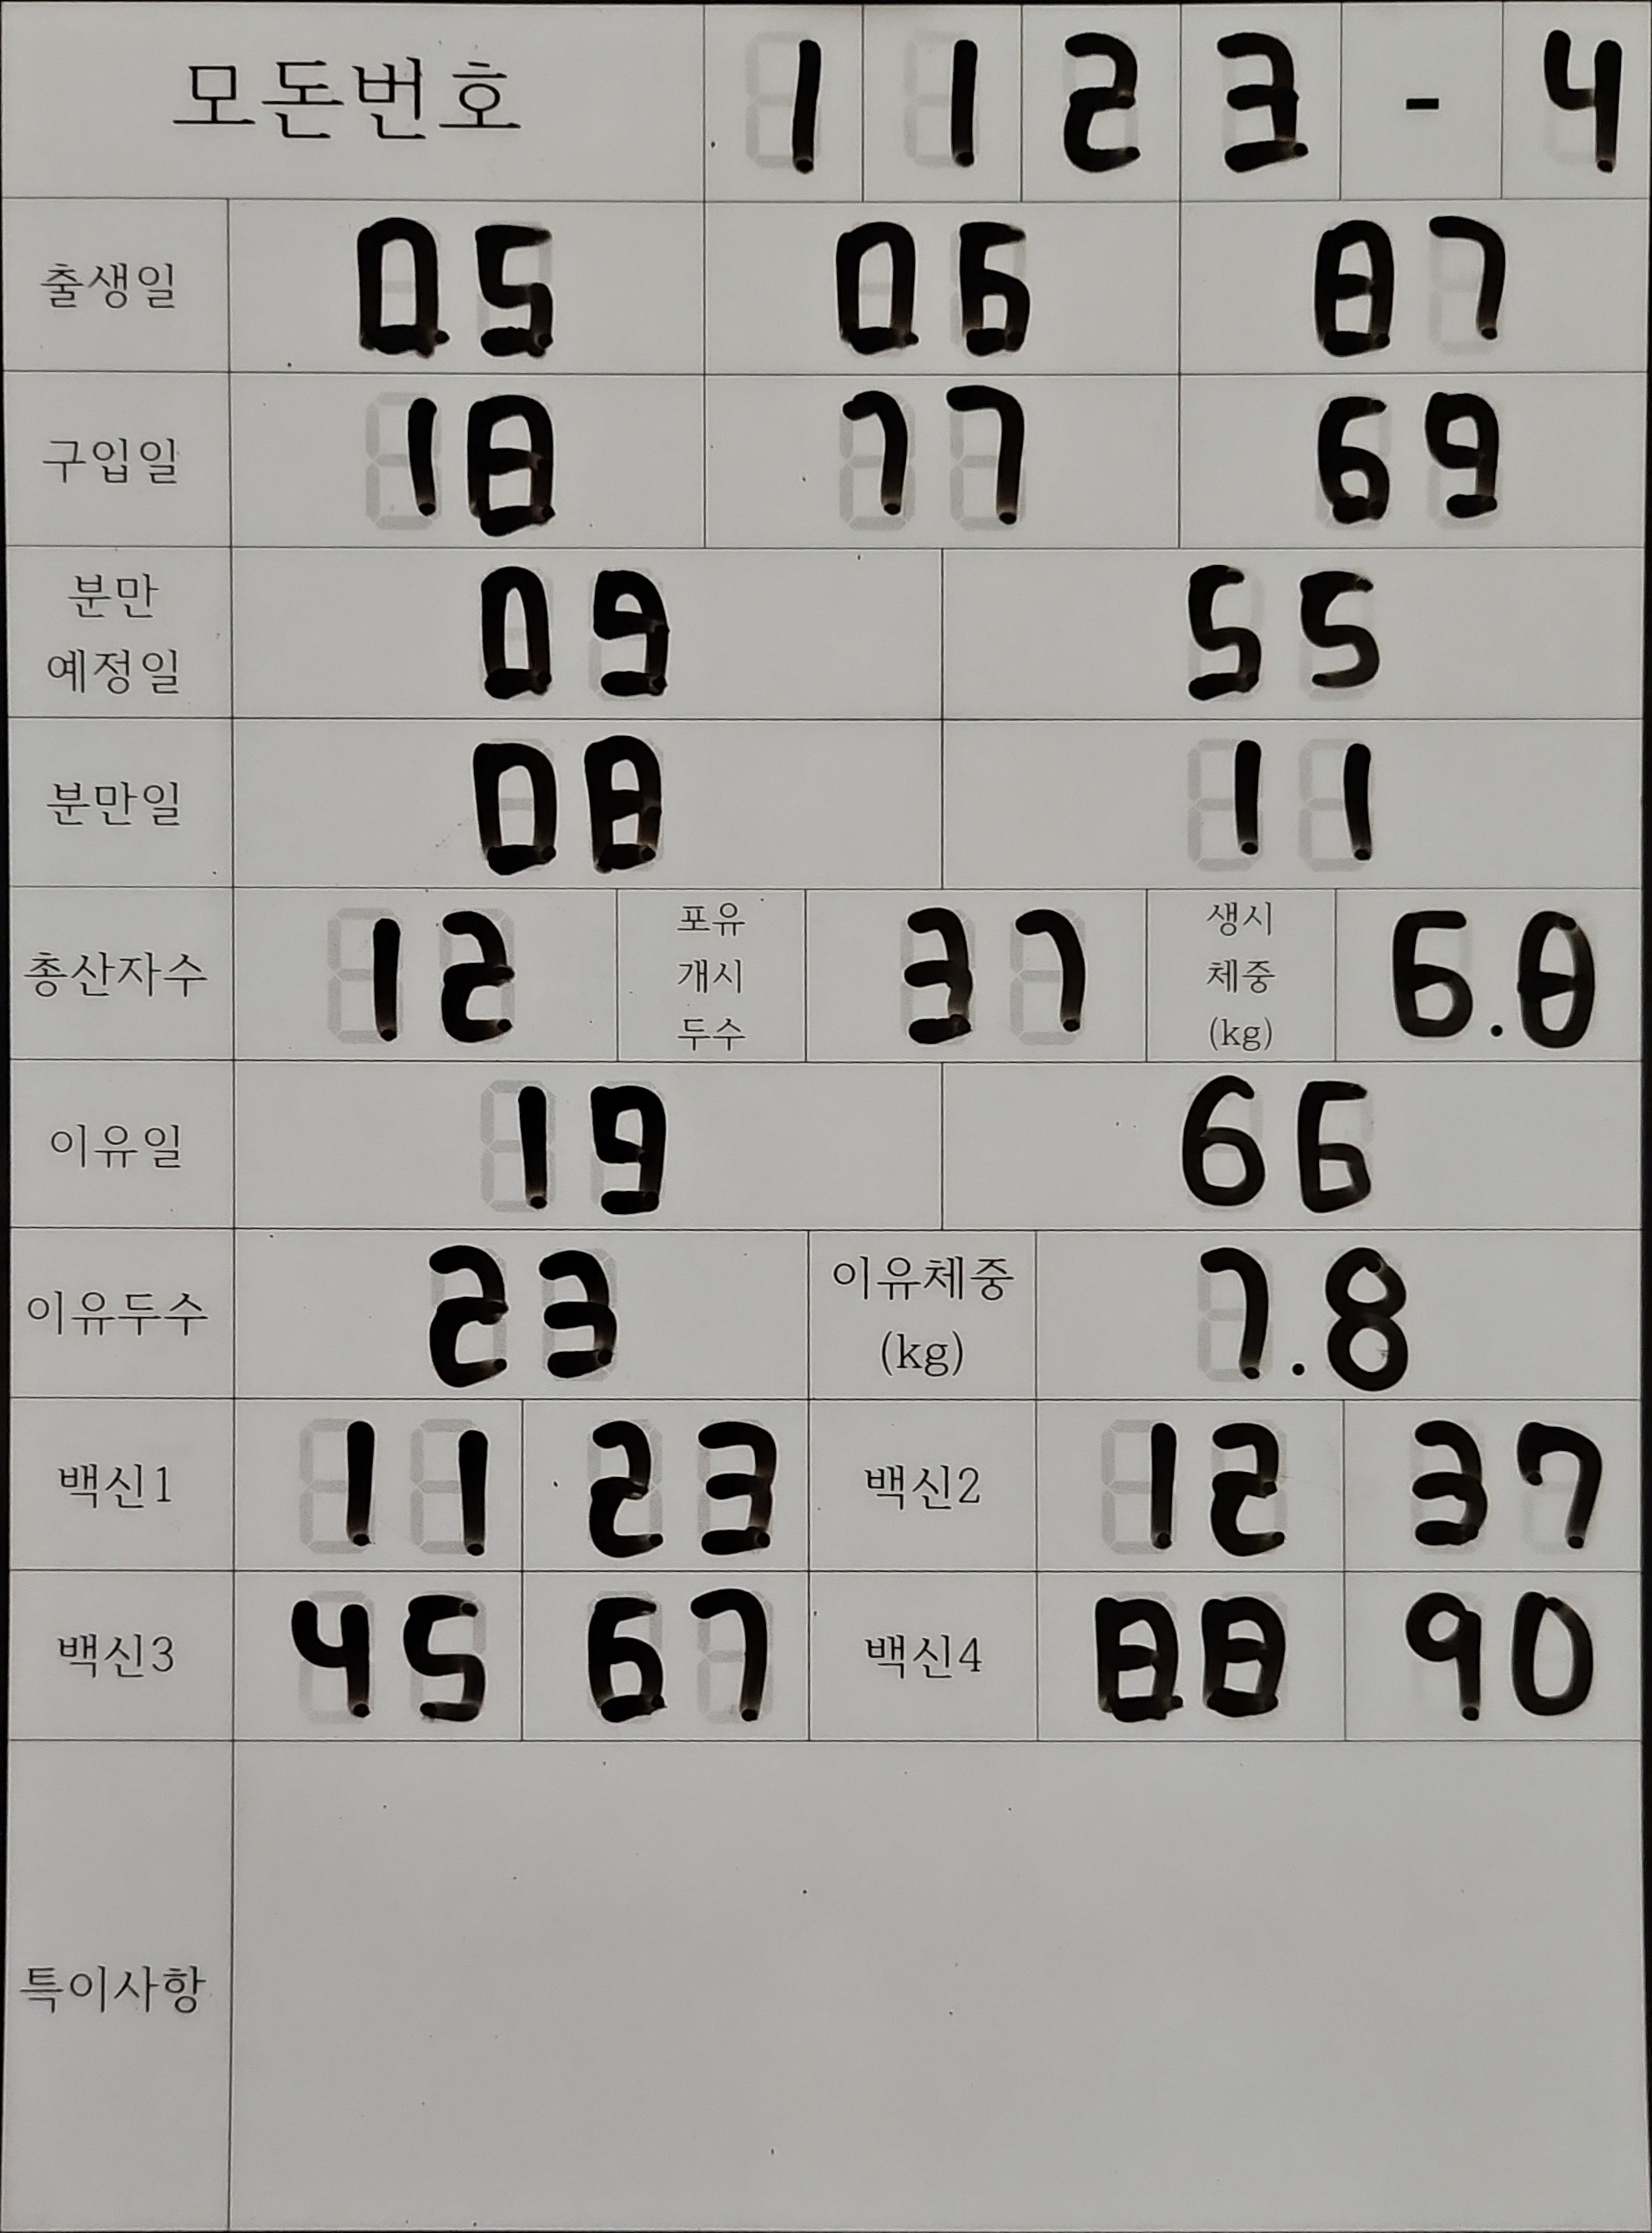 모돈번호 1 1 2 3 - 4
출생일 05 06 87
구입일 18 77 69
분만 예정일 09 55
분만일 08 11
총산자수 12 포유 개시 두수 37 생시 체중 (kg) 6.8
이유일 19 66
이유두수 23 이유체중 (kg) 7.8
백신1 11 23 백신2 12 37
백신3 45 67 백신4 88 90
특이사항